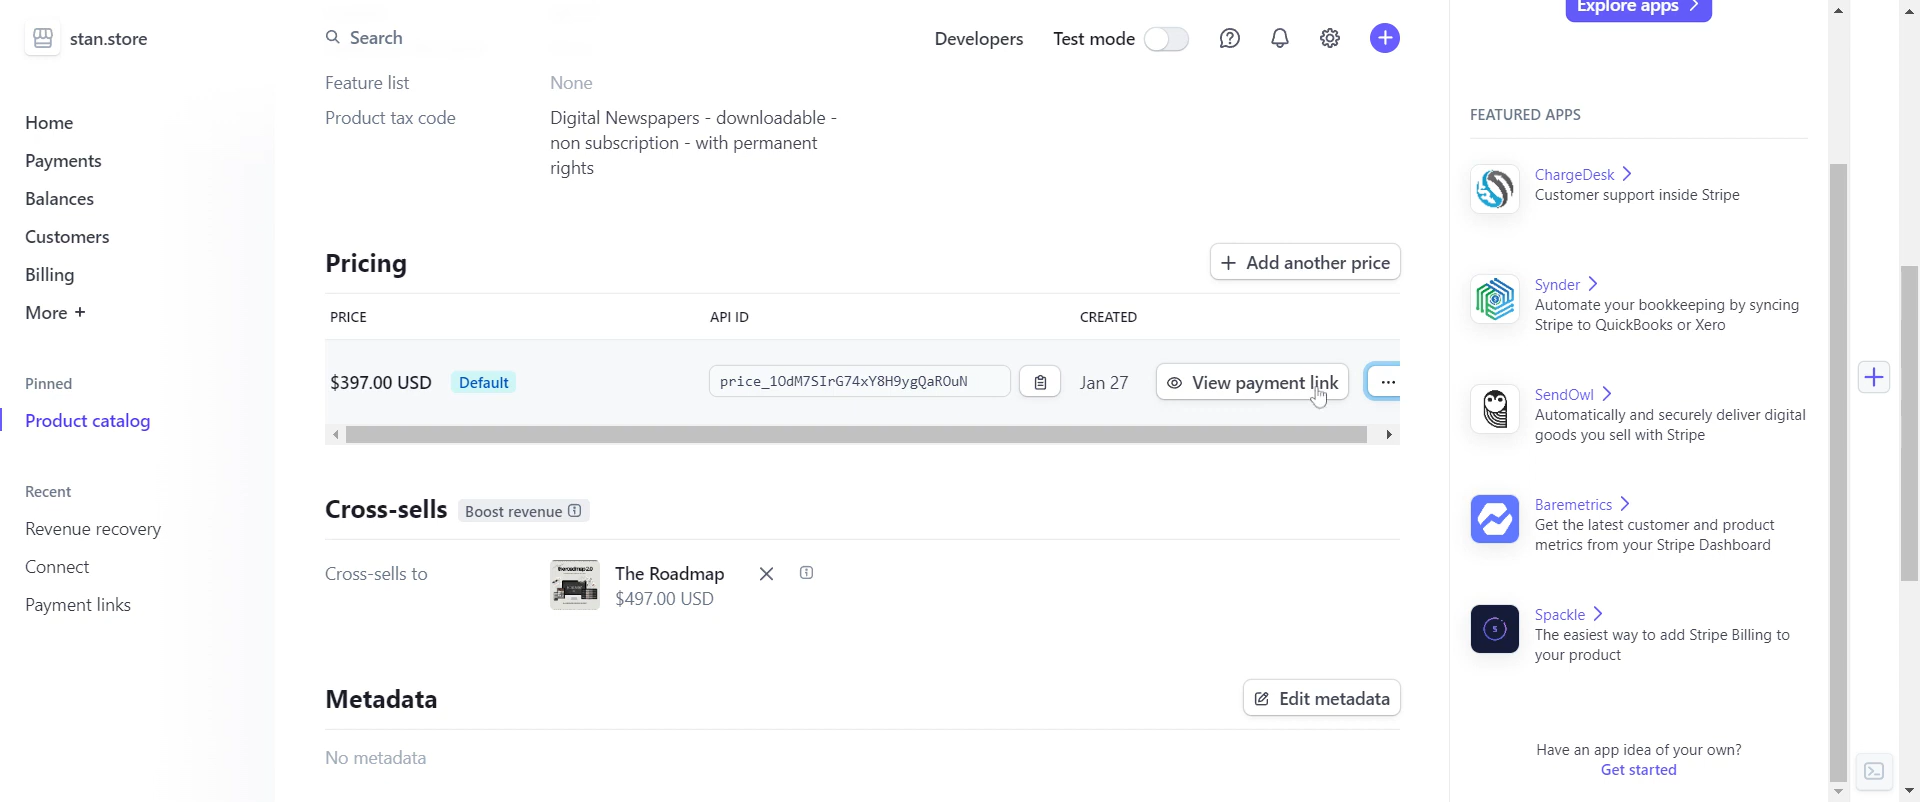 stan.store
Search
Developers
Test mode
Home
Payments
Balances
Customers
Billing
More +
Pinned
Product catalog
Recent
Revenue recovery
Connect
Payment links
Feature list None
Product tax code Digital Newspapers - downloadable -
non subscription - with permanent
rights
Pricing
+ Add another price
PRICE API ID CREATED
$397.00 USD Default price_1OdM7SIrG74xY8H9ygQaROuN Jan 27 View payment link ...
Cross-sells Boost revenue
Cross-sells to The Roadmap
$497.00 USD
Metadata
Edit metadata
No metadata
Explore apps
FEATURED APPS
ChargeDesk
Customer support inside Stripe
Synder
Automate your bookkeeping by syncing
Stripe to QuickBooks or Xero
SendOwl
Automatically and securely deliver digital
goods you sell with Stripe
Baremetrics
Get the latest customer and product
metrics from your Stripe Dashboard
Spackle
The easiest way to add Stripe Billing to
your product
Have an app idea of your own?
Get started